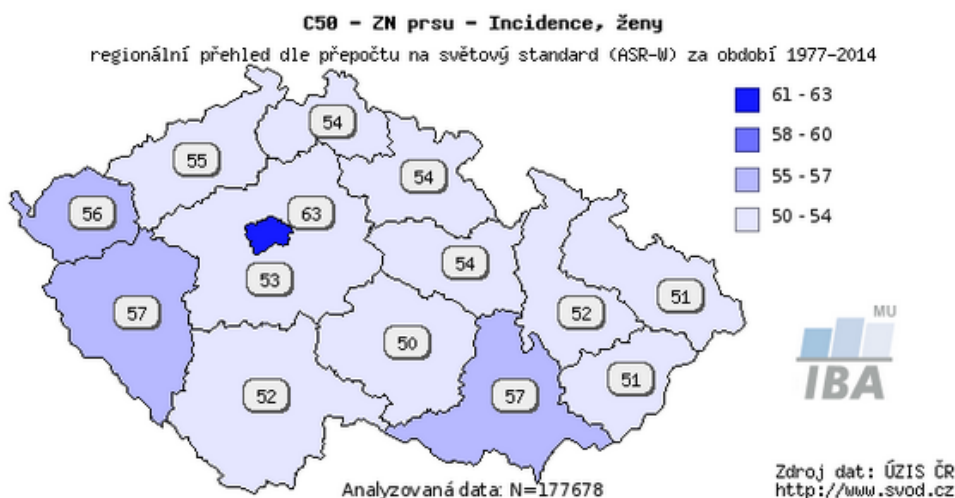 C50 - ZN prsu - Incidence, ženy
regionální přehled dle přepočtu na světový standard (ASR-W) za období 1977-2014
61 - 63
58 - 60
55 - 57
50 - 54
54
55
54
56
63
54
53
57
51
52
50
51
52
57
MU
IBA
Analyzovaná data: N=177678
Zdroj dat: ÚZIS ČR
http://www.svod.cz